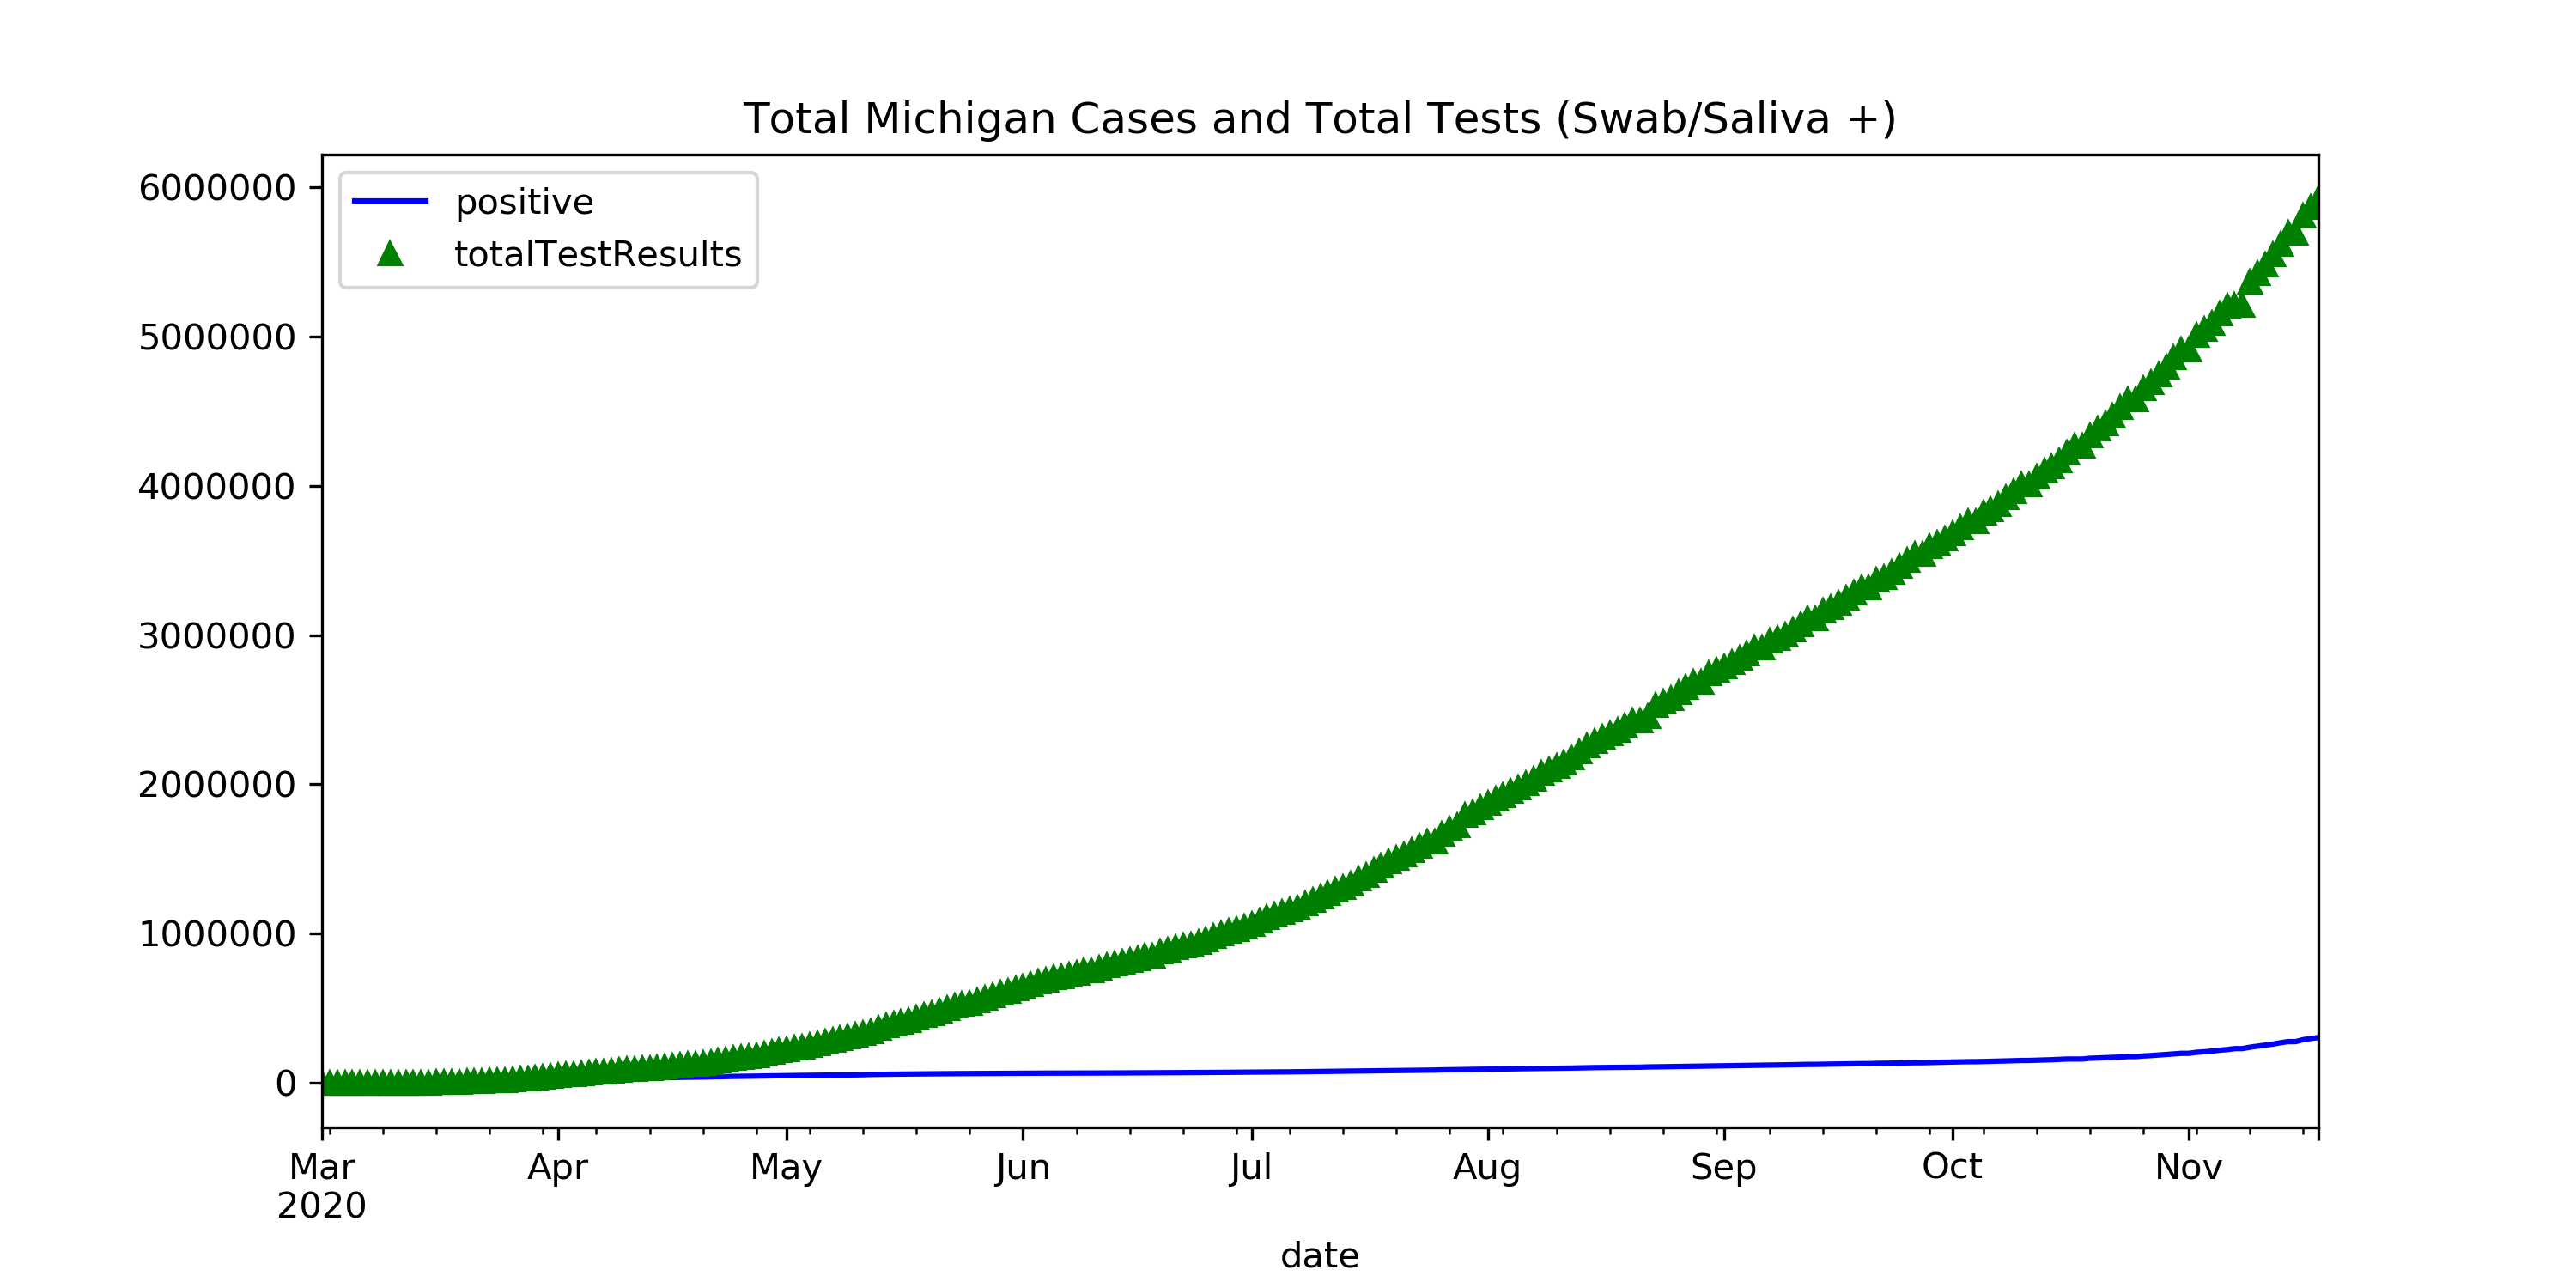 Total Michigan Cases and Total Tests (Swab/Saliva +)
positive
totalTestResults
6000000
5000000
4000000
3000000
2000000
1000000
0
Mar Apr May Jun Jul Aug Sep Oct Nov
2020
date